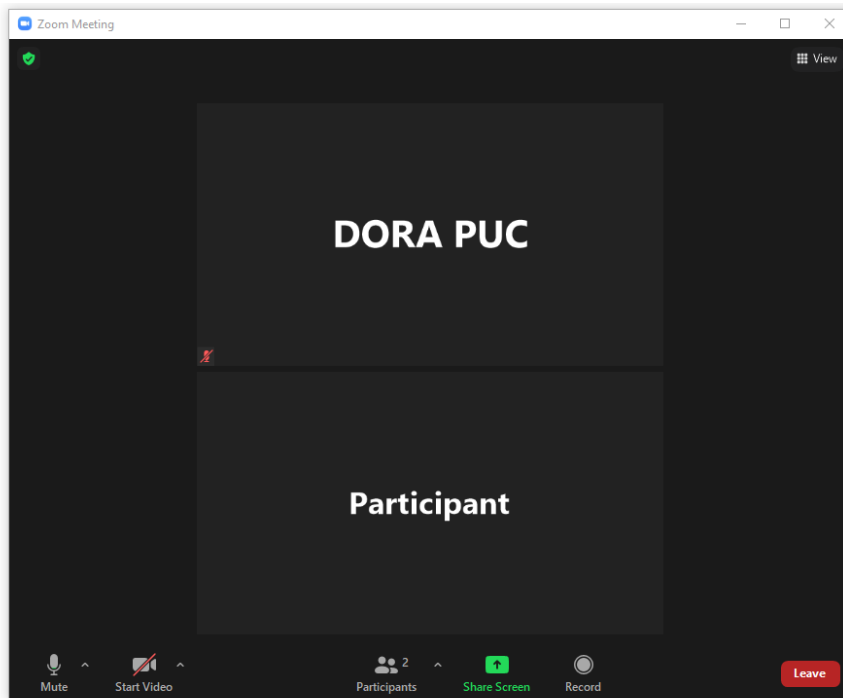 Zoom Meeting
View
DORA PUC
Participant
Mute
Start Video
Participants
2
Share Screen
Record
Leave